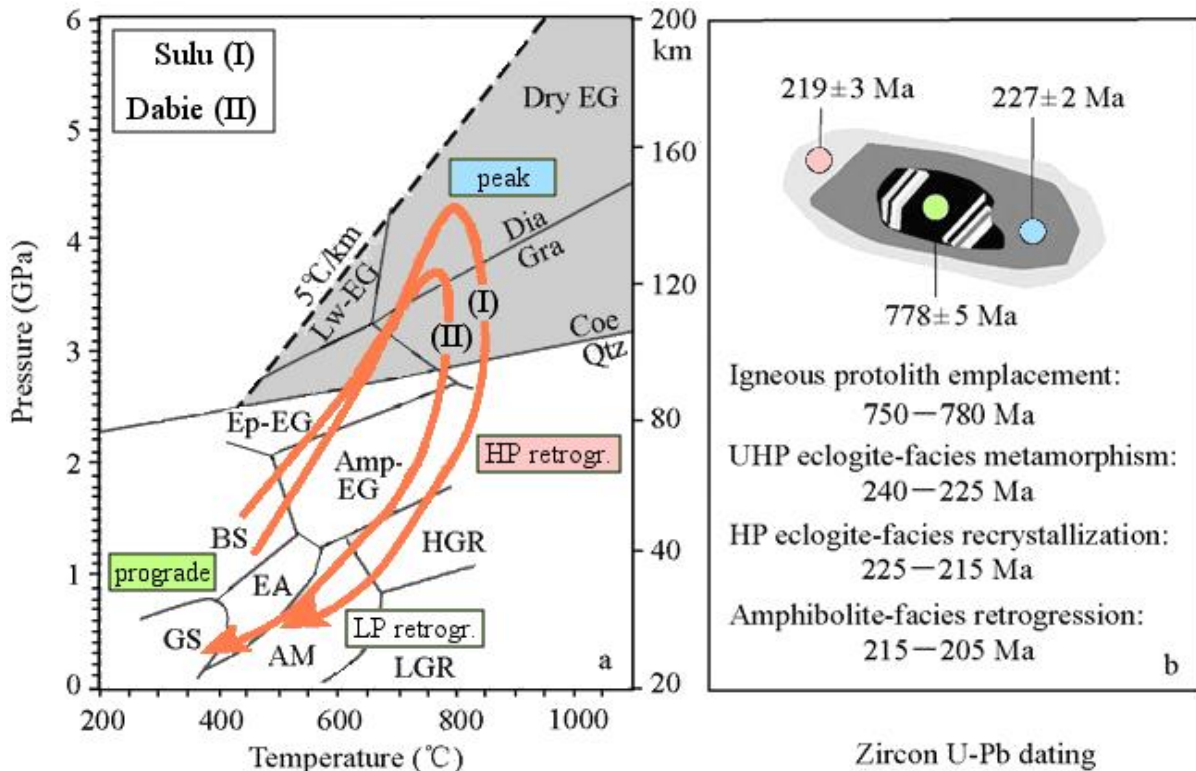 Sulu (I)
Dabie (II)
Pressure (GPa)
6
5
4
3
2
1
0
200
km
160
120
80
40
20
200 400 600 800 1000
Temperature (℃)
5℃/km
Dry EG
peak
Dia
Gra
Lw-EG
(I)
(II)
Coe
Qtz
Ep-EG
Amp-
EG
HP retrogr.
BS
HGR
prograde
EA
GS
LP retrogr.
AM
LGR
a
219±3 Ma
227±2 Ma
778±5 Ma
Igneous protolith emplacement:
750—780 Ma
UHP eclogite-facies metamorphism:
240—225 Ma
HP eclogite-facies recrystallization:
225—215 Ma
Amphibolite-facies retrogression:
215—205 Ma
b
Zircon U-Pb dating